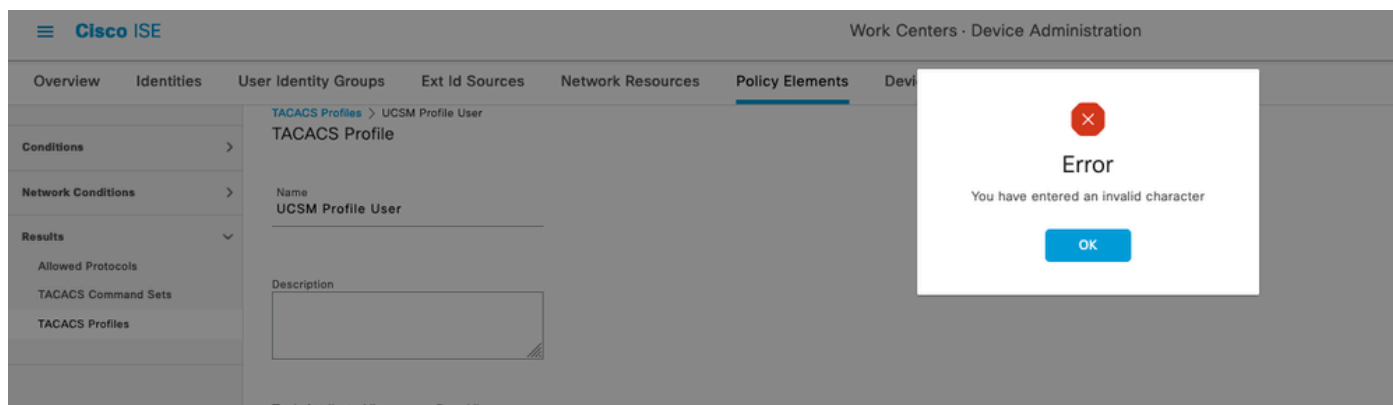 Cisco ISE
Work Centers · Device Administration
Overview Identities User Identity Groups Ext Id Sources Network Resources Policy Elements
TACACS Profiles > UCSM Profile User
TACACS Profile
Conditions
Network Conditions
Results
Allowed Protocols
TACACS Command Sets
TACACS Profiles
Name
UCSM Profile User
Description
Error
You have entered an invalid character
OK